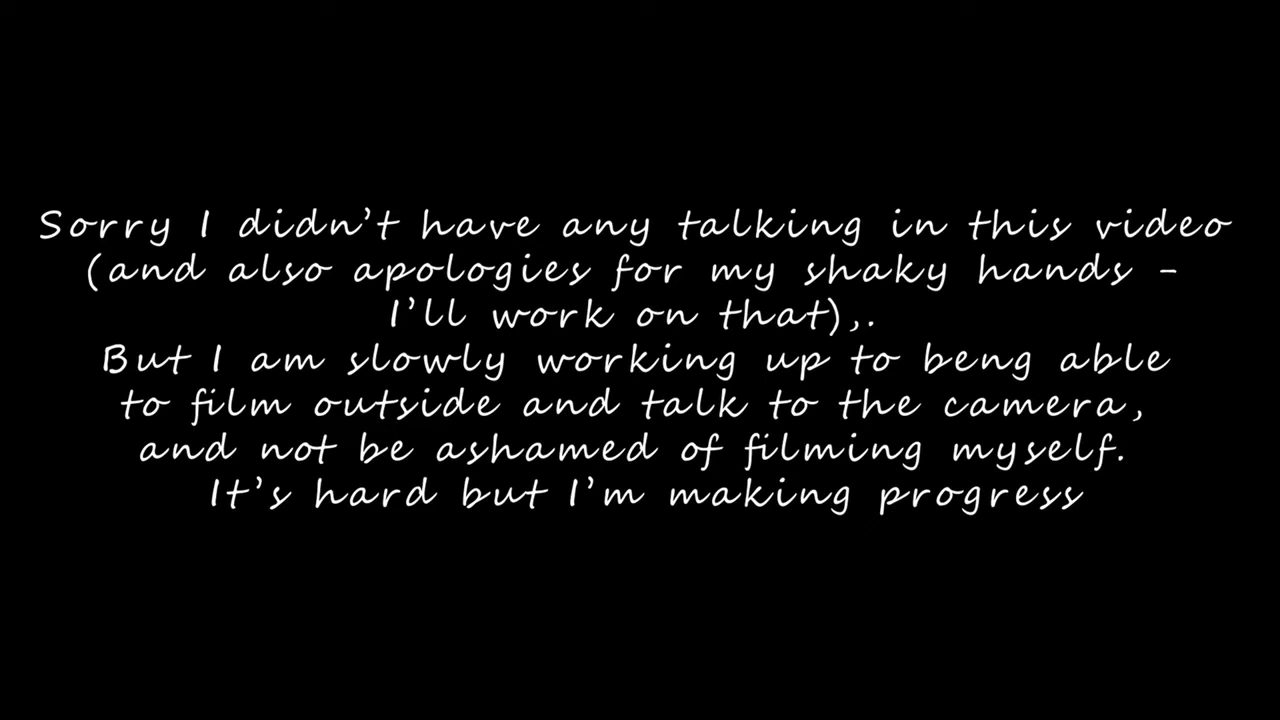 Sorry I didn't have any talking in this video
(and also apologies for my shaky hands -
I'll work on that),.
But I am slowly working up to beng able
to film outside and talk to the camera,
and not be ashamed of filming myself.
It's hard but I'm making progress